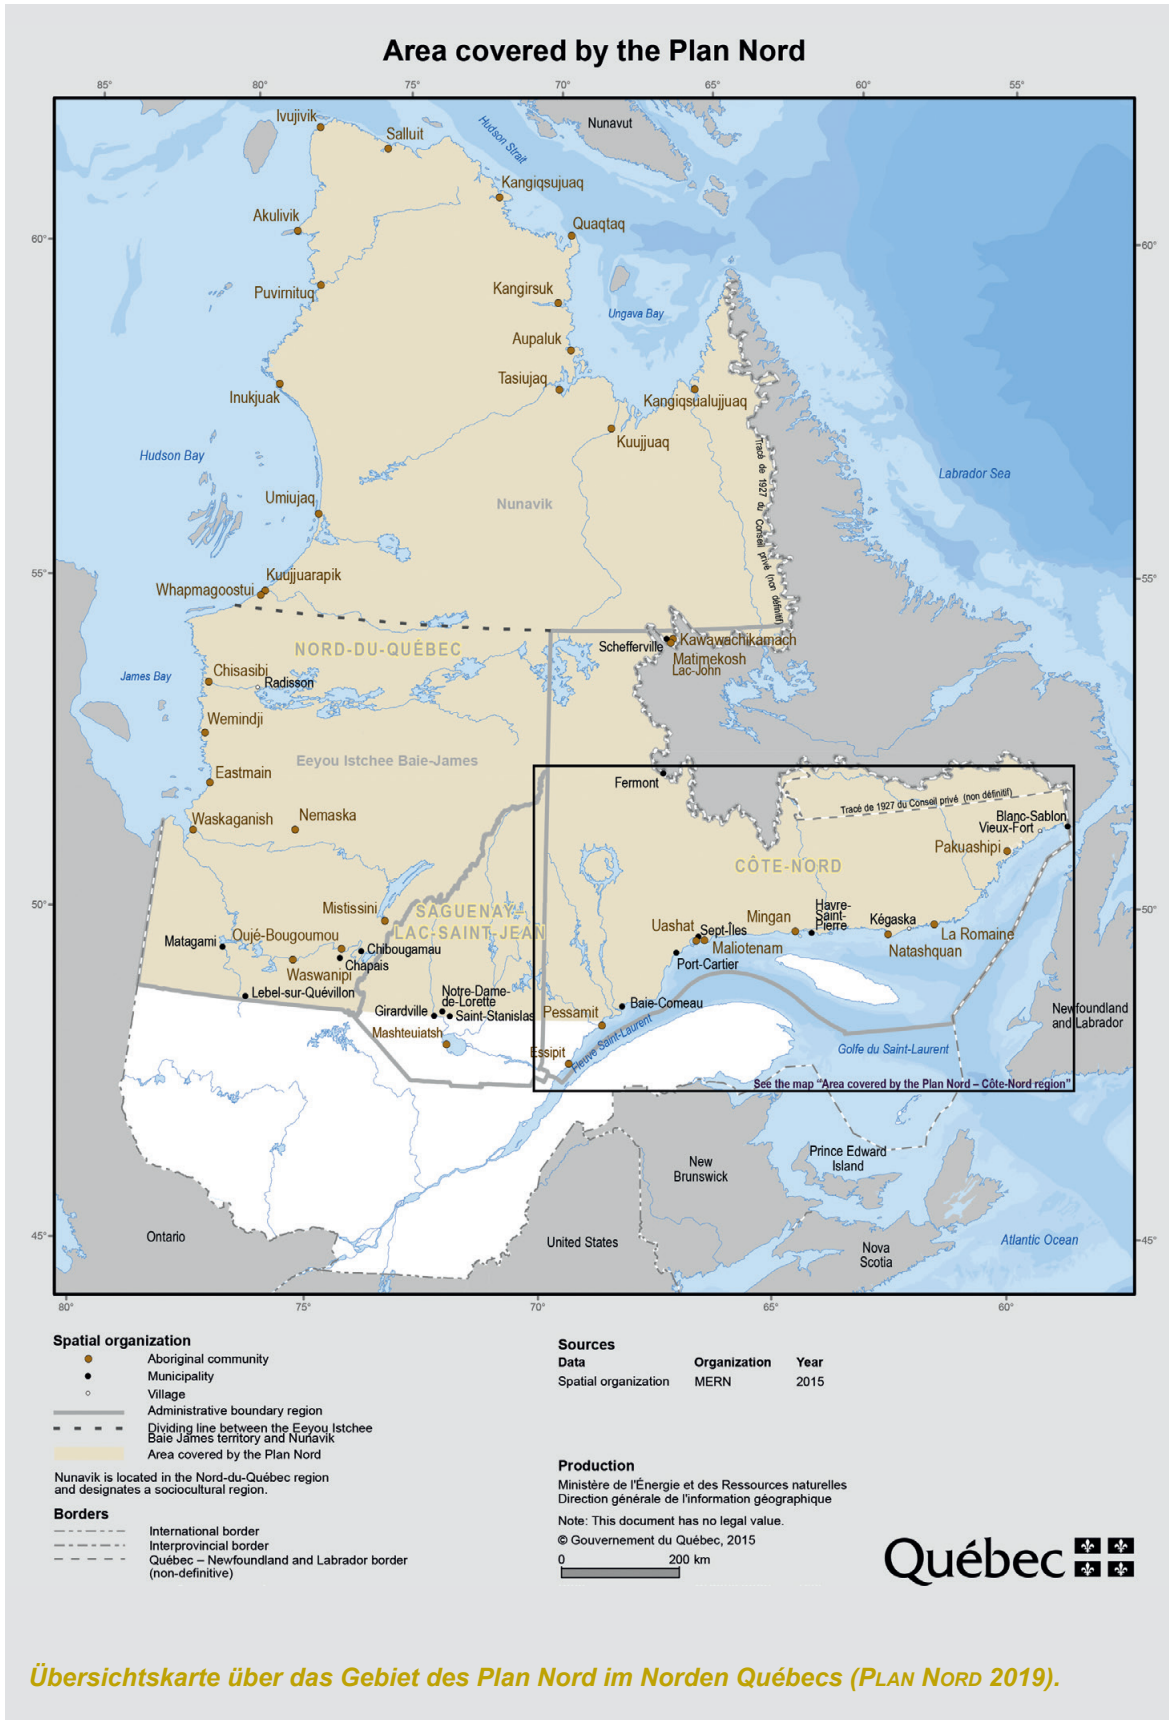 Area covered by the Plan Nord
85°
80°
75°
70°
65°
60°
55°
Ivujivik
Salluit
Hudson Strait
Nunavut
Kangiqsujuaq
Akulivik
Quaqtaq
60°
60°
Puvirnituq
Kangirsuk
Ungava Bay
Aupaluk
Tasiujaq
Inukjuak
Kangiqsualujjuaq
Kuujjuaq
Hudson Bay
Tracé de 1927 du Conseil privé (non définitif)
Labrador Sea
Umiujaq
Nunavik
55°
55°
Kuujjuarapik
Whapmagoostui
NORD-DU-QUÉBEC
Schefferville
Kawawachikamach
Matimekosh
Lac-John
James Bay
Chisasibi
Radisson
Wemindji
Eeyou Istchee Baie-James
Eastmain
Fermont
Tracé de 1927 du Conseil privé (non définitif)
Waskaganish
Nemaska
Blanc-Sablon
Vieux-Fort
Pakuashipi
CÔTE-NORD
50°
50°
Mistissini
SAGUENAY–
LAC-SAINT-JEAN
Havre-
Saint-
Pierre
Mingan
Kégaska
Uashat
Sept-Îles
Maliotenam
La Romaine
Natashquan
Matagami
Oujé-Bougoumou
Chibougamau
Chapais
Waswanipi
Port-Cartier
Lebel-sur-Quévillon
Notre-Dame-
de-Lorette
Girardville
Saint-Stanislas
Baie-Comeau
Pessamit
Mashteuiatsh
Essipit
Fleuve Saint-Laurent
Golfe du Saint-Laurent
Newfoundland
and Labrador
See the map “Area covered by the Plan Nord – Côte-Nord region”
New
Brunswick
Prince Edward
Island
45°
45°
Ontario
United States
Nova
Scotia
Atlantic Ocean
80°
75°
70°
65°
60°
Spatial organization
Aboriginal community
Municipality
Village
Administrative boundary region
Dividing line between the Eeyou Istchee
Baie James territory and Nunavik
Area covered by the Plan Nord
Nunavik is located in the Nord-du-Québec region
and designates a sociocultural region.
Borders
International border
Interprovincial border
Québec – Newfoundland and Labrador border
(non-definitive)
Sources
Data Organization Year
Spatial organization MERN 2015
Production
Ministère de l'Énergie et des Ressources naturelles
Direction générale de l'information géographique
Note: This document has no legal value.
© Gouvernement du Québec, 2015
0 200 km
Québec
Übersichtskarte über das Gebiet des Plan Nord im Norden Québecs (PLAN NORD 2019).